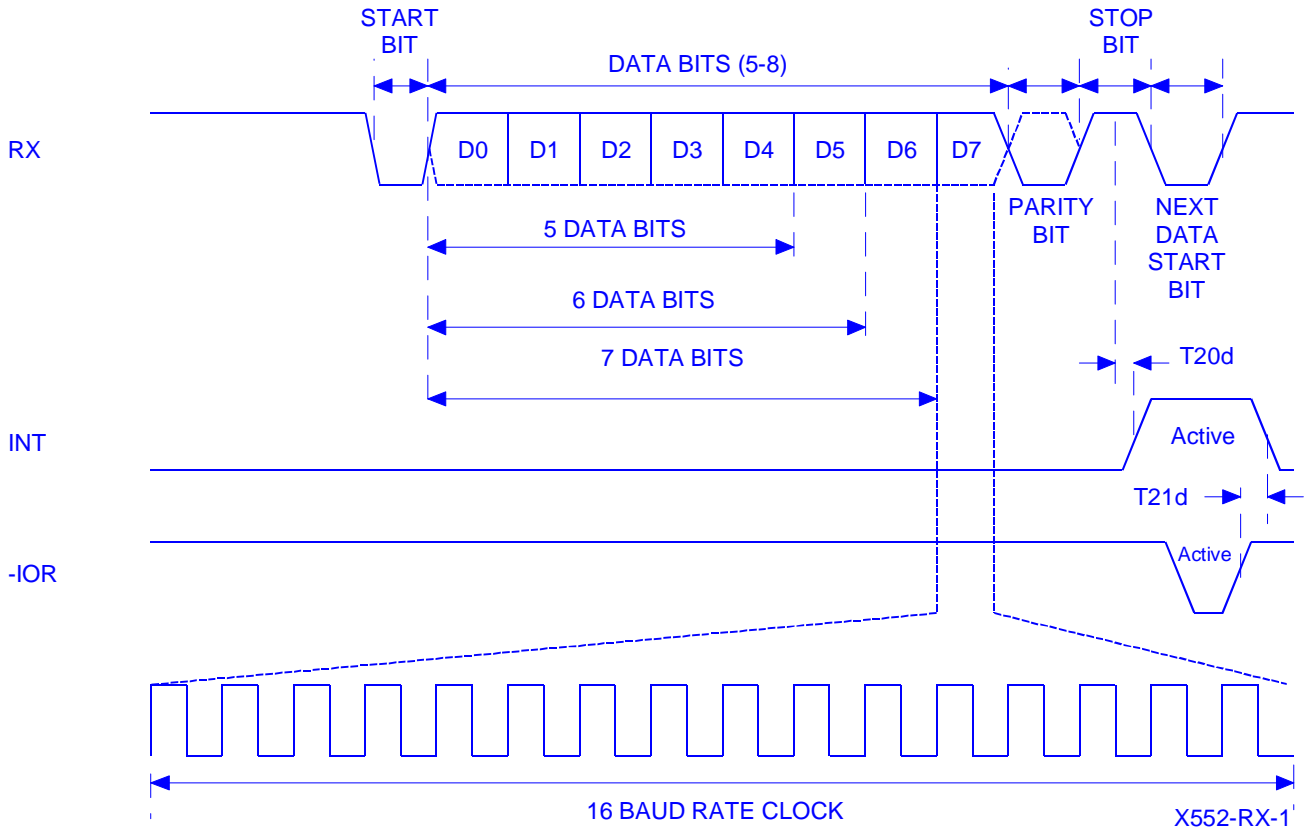 START
BIT
STOP
BIT
DATA BITS (5-8)
RX
D0 D1 D2 D3 D4 D5 D6 D7
PARITY
BIT
NEXT
DATA
START
BIT
5 DATA BITS
6 DATA BITS
7 DATA BITS
T20d
INT
Active
T21d
-IOR
Active
16 BAUD RATE CLOCK
X552-RX-1